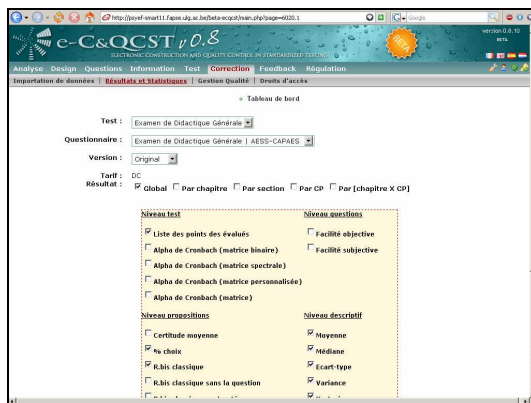 http://psyef-smart11.fapse.ulg.ac.be/beta-ecqcst/main.php?page=6020.1
Google
e-C&QCST v0.8
ELECTRONIC CONSTRUCTION AND QUALITY CONTROL IN STANDARDIZED TESTING
BETA
version 0.8.10
BETA
Analyse Design Questions Information Test Correction Feedback Régulation
Importation de données | Résultats et Statistiques | Gestion Qualité | Droits d'accès
Tableau de bord
Test : Examen de Didactique Générale
Questionnaire : Examen de Didactique Générale | AESS-CAPAES
Version : Original
Tarif : DC
Résultat : Global Par chapitre Par section Par CP Par [chapitre X CP]
Niveau test Niveau questions
Liste des points des évalués Facilité objective
Alpha de Cronbach (matrice binaire) Facilité subjective
Alpha de Cronbach (matrice spectrale)
Alpha de Cronbach (matrice personnalisée)
Alpha de Cronbach (matrice)
Niveau propositions Niveau descriptif
Certitude moyenne Moyenne
% choix Médiane
R.bis classique Ecart-type
R.bis classique sans la question Variance